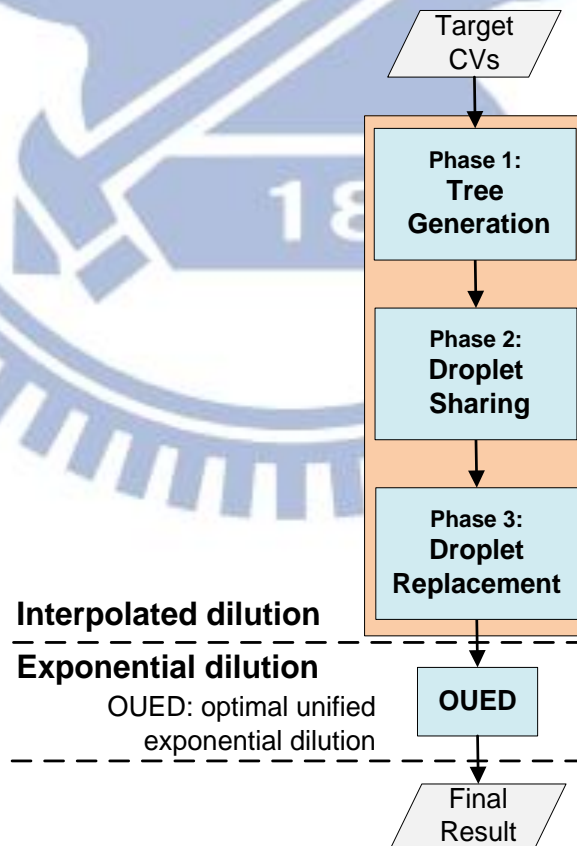 Target
CVs
Phase 1:
Tree
Generation
18
Phase 2:
Droplet
Sharing
Phase 3:
Droplet
Replacement
Interpolated dilution
Exponential dilution
OUED: optimal unified
exponential dilution
OUED
Final
Result